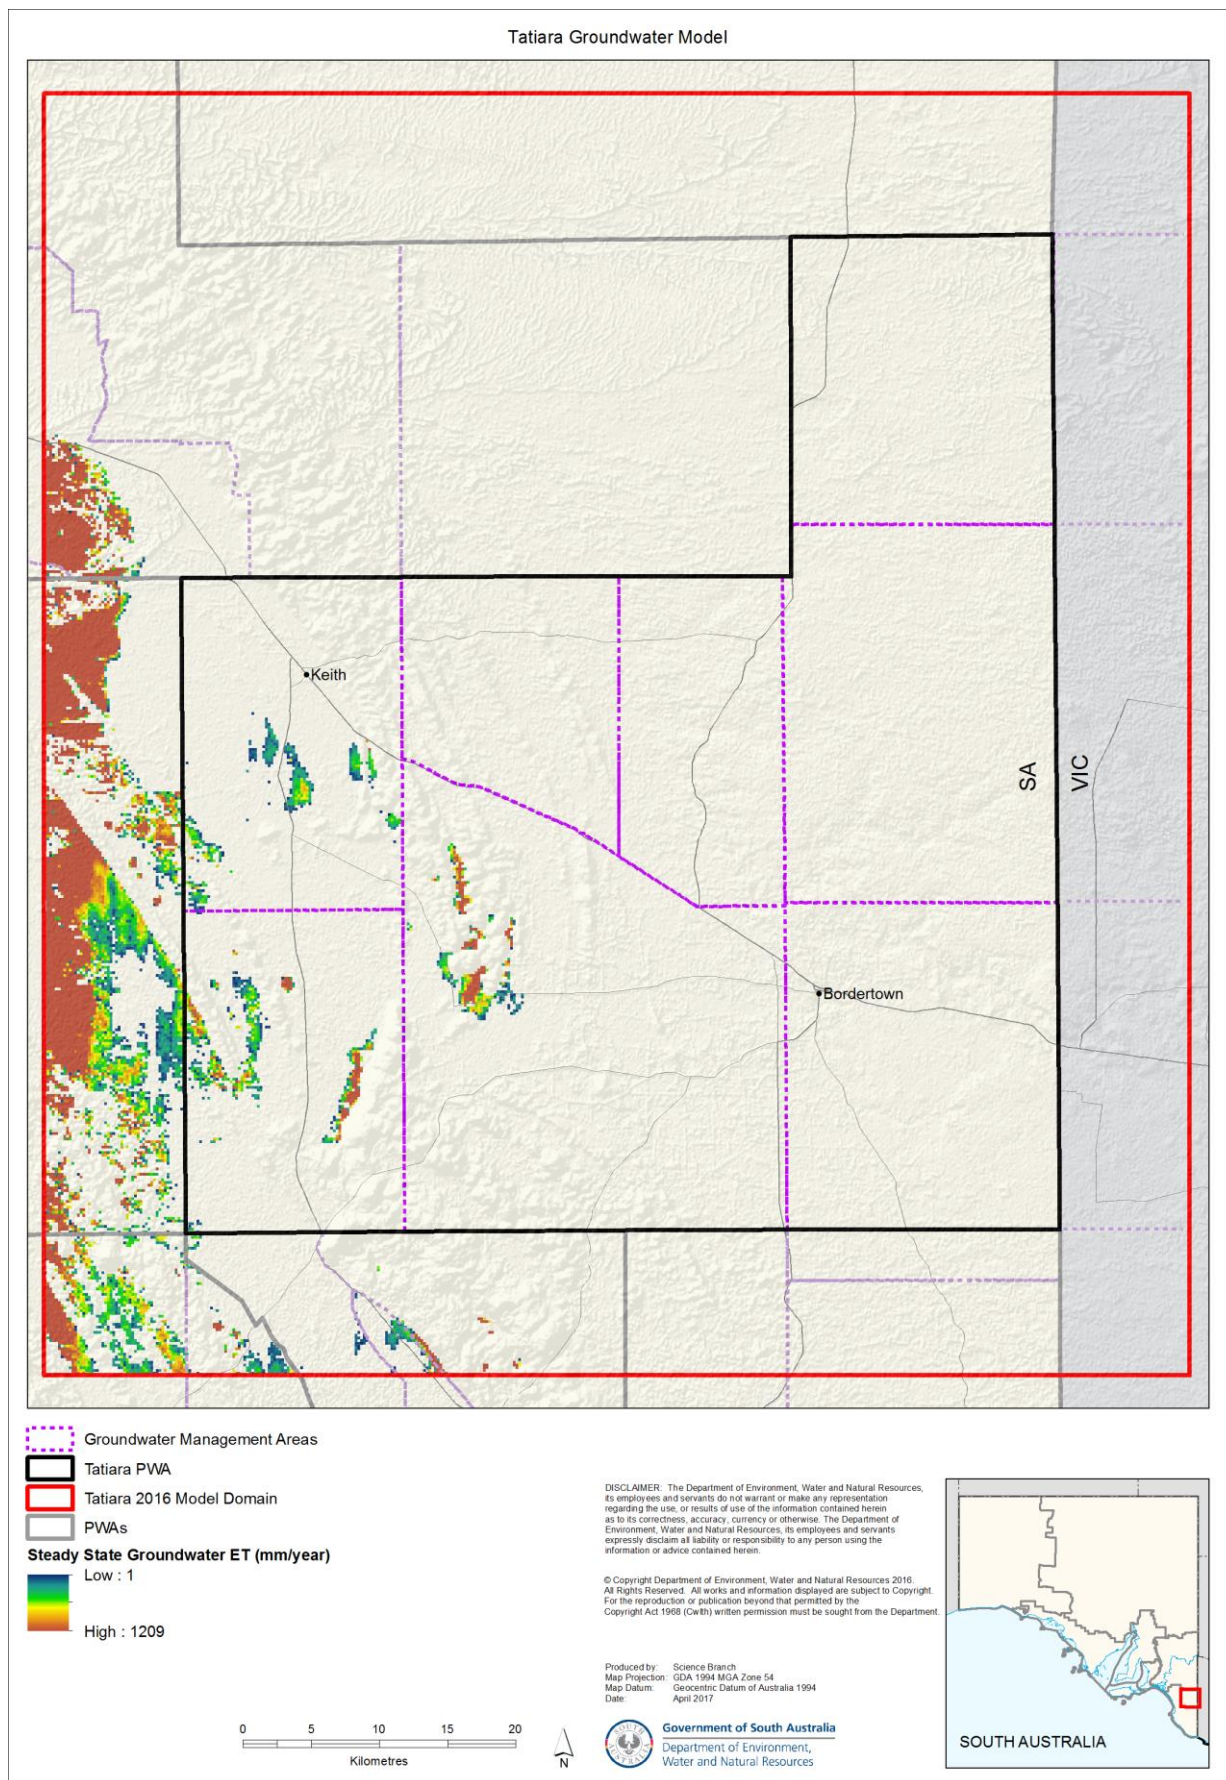 Tatiara Groundwater Model
Keith
SA
VIC
Bordertown
Groundwater Management Areas
Tatiara PWA
Tatiara 2016 Model Domain
PWAs
Steady State Groundwater ET (mm/year)
Low : 1
High : 1209
DISCLAIMER: The Department of Environment, Water and Natural Resources,
its employees and servants do not warrant or make any representation
regarding the use, or results of use of the information contained herein
as to its correctness, accuracy, currency or otherwise. The Department of
Environment, Water and Natural Resources, its employees and servants
expressly disclaim all liability or responsibility to any person using the
information or advice contained herein.
© Copyright Department of Environment, Water and Natural Resources 2016.
All Rights Reserved. All works and information displayed are subject to Copyright.
For the reproduction or publication beyond that permitted by the
Copyright Act 1968 (Cwlth) written permission must be sought from the Department.
Produced by: Science Branch
Map Projection: GDA 1994 MGA Zone 54
Map Datum: Geocentric Datum of Australia 1994
Date: April 2017
0 5 10 15 20
Kilometres
N
SOUTH AUSTRALIA
Government of South Australia
Department of Environment,
Water and Natural Resources
SOUTH AUSTRALIA